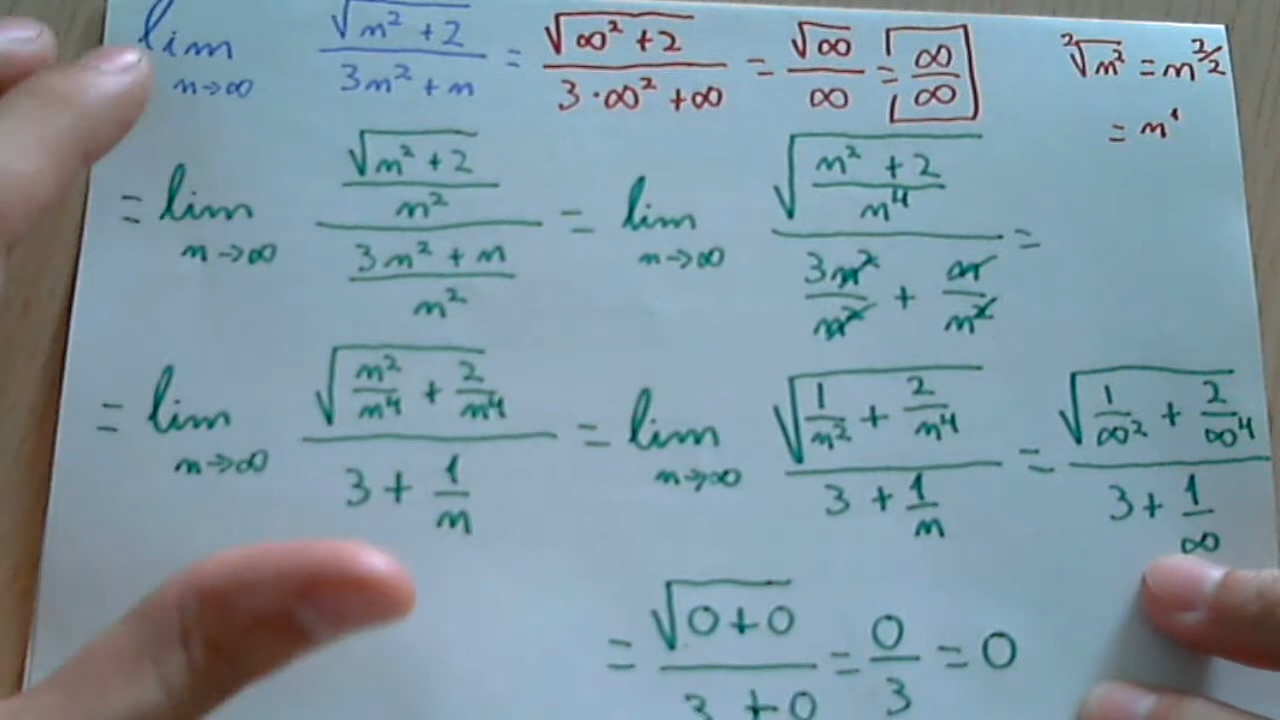 lim n→∞ √(n²+2) / (3n²+n) = √(∞²+2) / (3·∞²+∞) = √∞ / ∞ = ∞/∞
²√n² = n^(2/2)
= n¹
= lim n→∞ (√(n²+2) / n²) / ((3n²+n) / n²) = lim n→∞ √((n²+2)/n⁴) / (3n²/n² + n/n²) =
= lim n→∞ √(n²/n⁴ + 2/n⁴) / (3 + 1/n) = lim n→∞ √(1/n² + 2/n⁴) / (3 + 1/n) = √(1/∞² + 2/∞⁴) / (3 + 1/∞)
= √(0+0) / (3+0) = 0/3 = 0